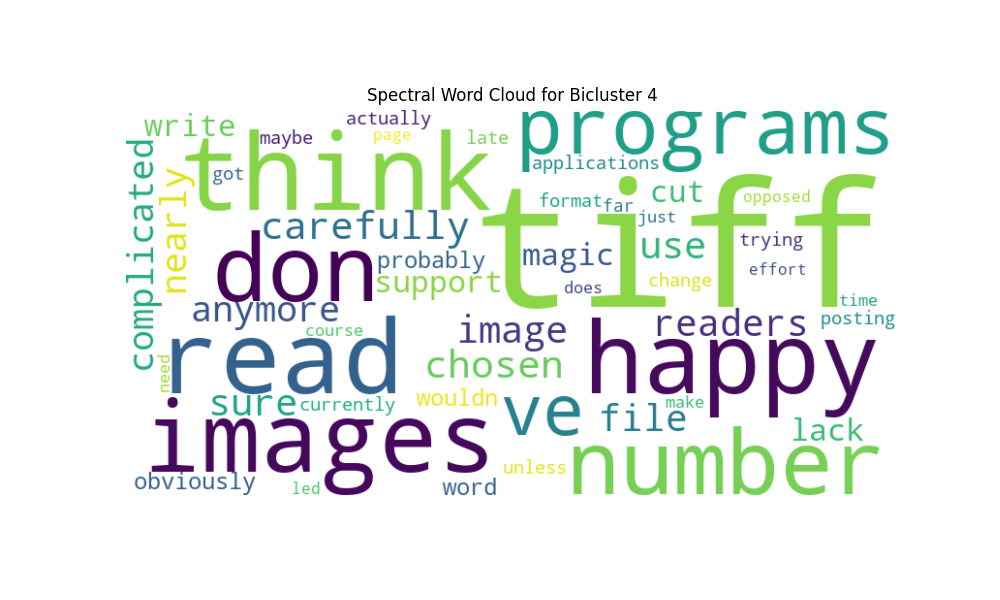 Spectral Word Cloud for Bicluster 4
actually
programs
write
maybe
page
late
think
applications
got
complicated
nearly
tiff
format
far
cut
opposed
just
carefully
don
probably
magic
use
trying
support
does
change
effort
anymore
time
image
readers
posting
course
read
happy
need
chosen
sure
currently
wouldn
ve
file
make
images
number
lack
obviously
led
word
unless